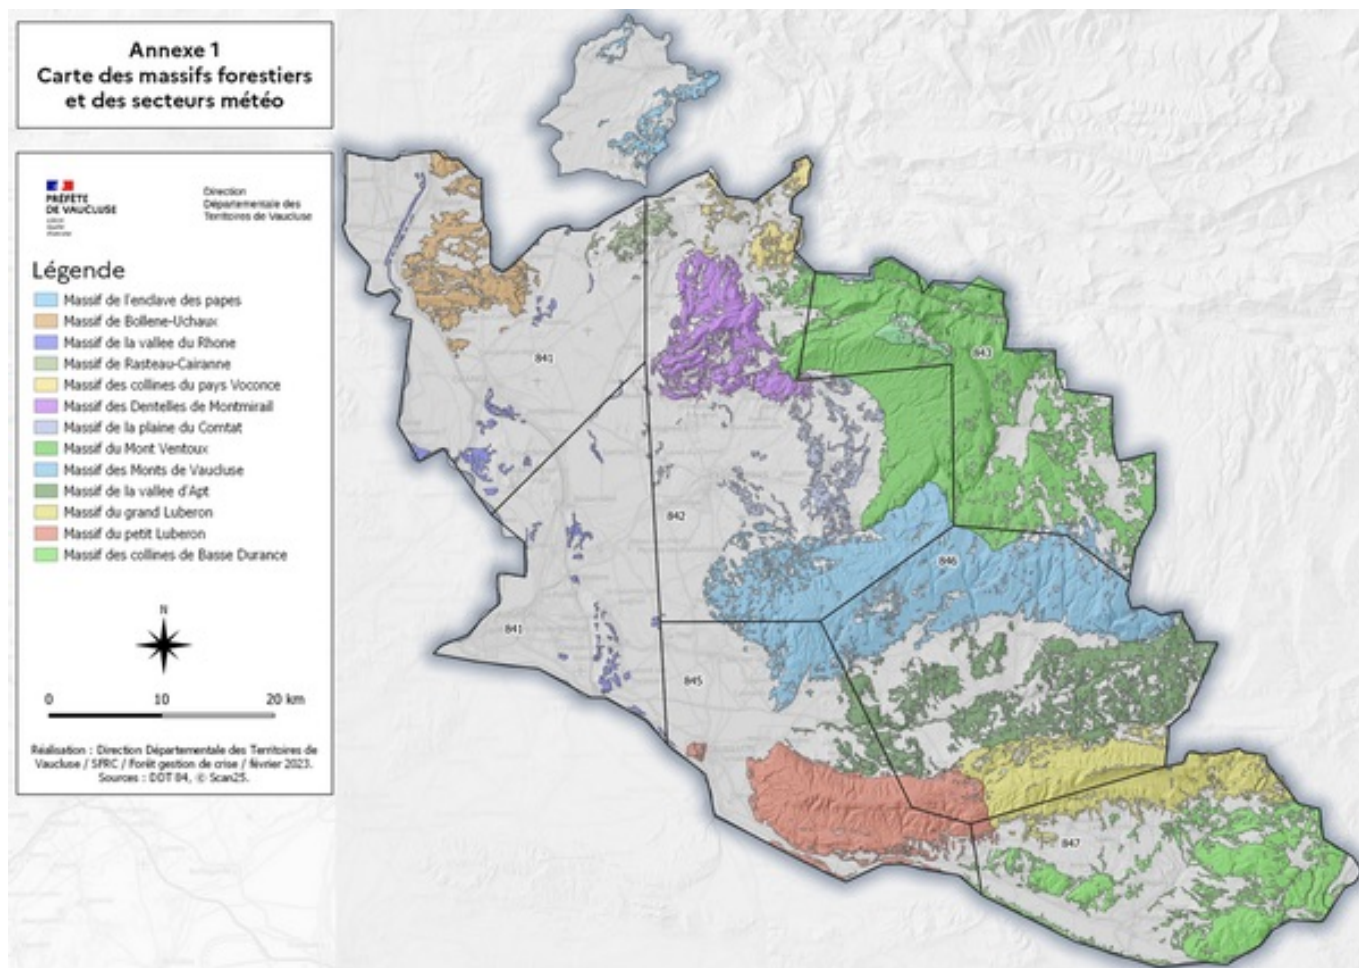 Annexe 1
Carte des massifs forestiers
et des secteurs météo
PRÉFÈTE
DE VAUCLUSE
Direction
Départementale des
Territoires de Vaucluse
Légende
Massif de l'enclave des papes
Massif de Bollene-Uchaux
Massif de la vallee du Rhone
Massif de Rasteau-Cairanne
Massif des collines du pays Voconce
Massif des Dentelles de Montmirail
Massif de la plaine du Comtat
Massif du Mont Ventoux
Massif des Monts de Vaucluse
Massif de la vallee d'Apt
Massif du grand Luberon
Massif du petit Luberon
Massif des collines de Basse Durance
N
0 10 20 km
Réalisation : Direction Départementale des Territoires de
Vaucluse / SFRC / Forêt gestion de crise / février 2023.
Sources : DDT 84, © Scan25.
841
843
842
846
841
845
847